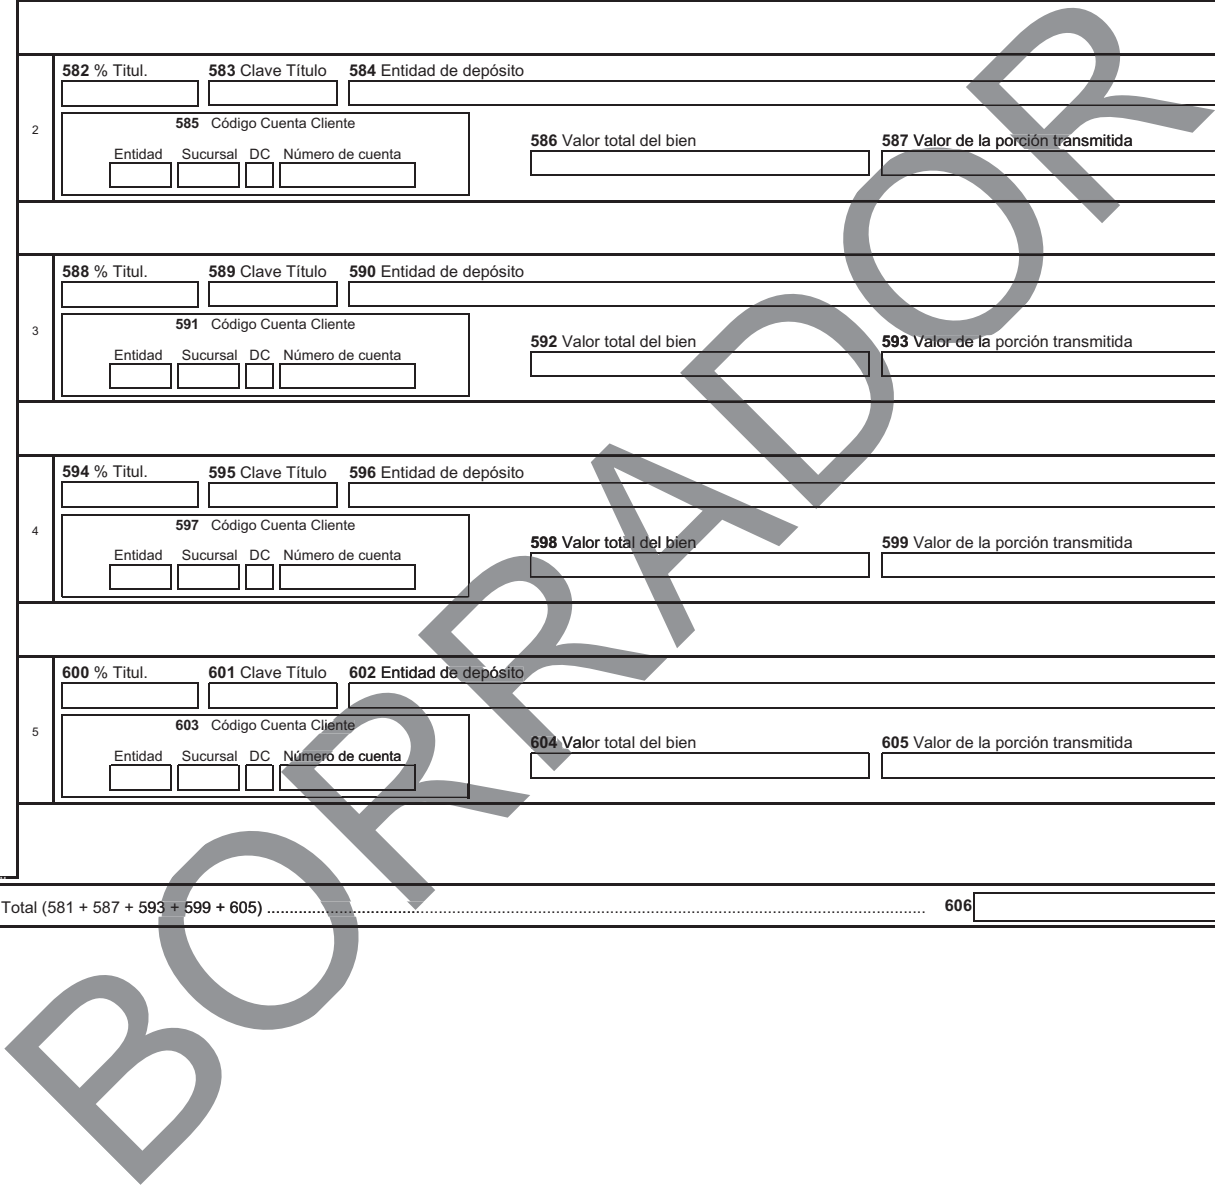 582 % Titul. 583 Clave Título 584 Entidad de depósito
2
585 Código Cuenta Cliente
586 Valor total del bien 587 Valor de la porción transmitida
Entidad Sucursal DC Número de cuenta
588 % Titul. 589 Clave Título 590 Entidad de depósito
3
591 Código Cuenta Cliente
592 Valor total del bien 593 Valor de la porción transmitida
Entidad Sucursal DC Número de cuenta
594 % Titul. 595 Clave Título 596 Entidad de depósito
4
597 Código Cuenta Cliente
598 Valor total del bien 599 Valor de la porción transmitida
Entidad Sucursal DC Número de cuenta
600 % Titul. 601 Clave Título 602 Entidad de depósito
5
603 Código Cuenta Cliente
604 Valor total del bien 605 Valor de la porción transmitida
Entidad Sucursal DC Número de cuenta
Total (581 + 587 + 593 + 599 + 605) ........................................................................ 606
BORRADOR